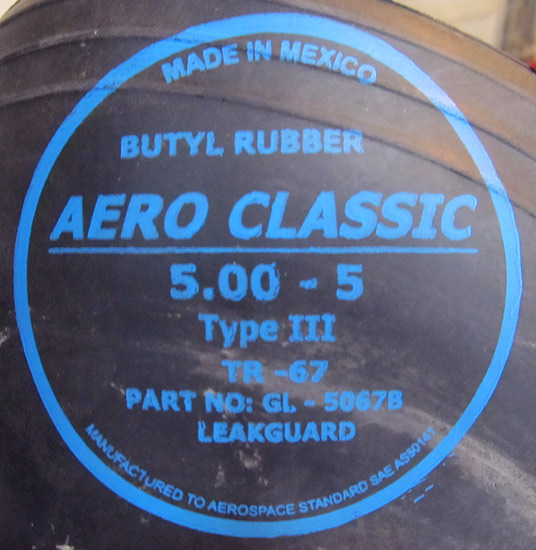 MADE IN MEXICO
BUTYL RUBBER
AERO CLASSIC
5.00 - 5
Type III
TR -67
PART NO: GL - 5067B
LEAKGUARD
MANUFACTURED TO AEROSPACE STANDARD SAE AS50141